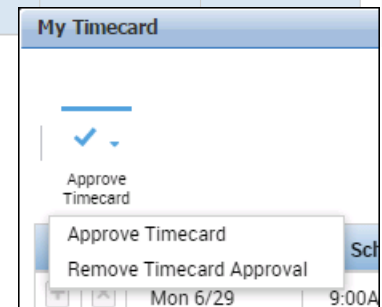 My Timecard
Approve
Timecard
Approve Timecard
Remove Timecard Approval
Sch
Mon 6/29 9:00A